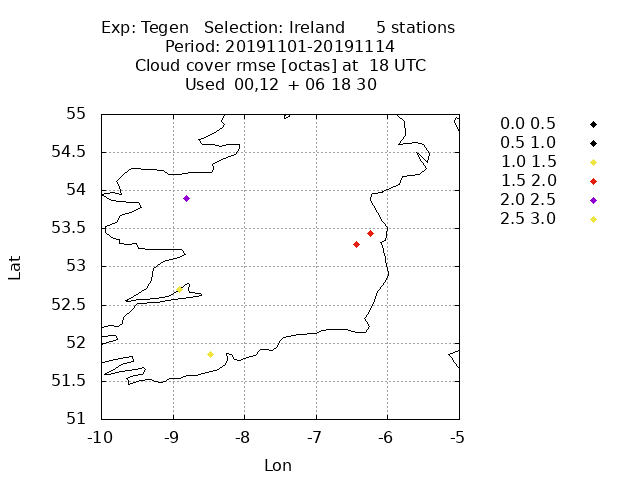 Exp: Tegen Selection: Ireland 5 stations
Period: 20191101-20191114
Cloud cover rmse [octas] at 18 UTC
Used 00,12 + 06 18 30
55
54.5
54
53.5
53
52.5
52
51.5
51
-10 -9 -8 -7 -6 -5
Lat
Lon
0.0 0.5
0.5 1.0
1.0 1.5
1.5 2.0
2.0 2.5
2.5 3.0